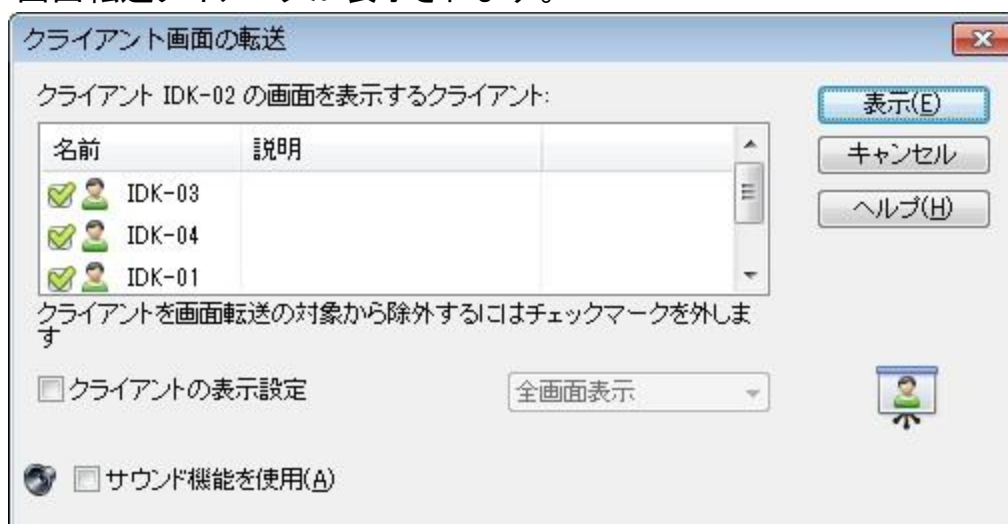 クライアント画面の転送
クライアント IDK-02 の画面を表示するクライアント:
表示(E)
名前 説明
キャンセル
IDK-03
ヘルプ(H)
IDK-04
IDK-01
クライアントを画面転送の対象から除外するにはチェックマークを外しま
す
クライアントの表示設定 全画面表示
サウンド機能を使用(A)